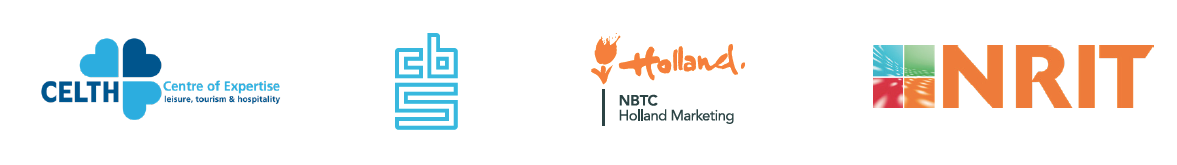 CELTH
Centre of Expertise
leisure, tourism & hospitality
cbs
Holland.
NBTC
Holland Marketing
NRIT